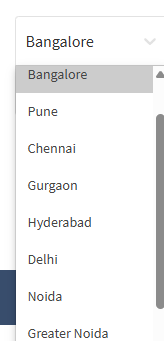 Bangalore
Bangalore
Pune
Chennai
Gurgaon
Hyderabad
Delhi
Noida
Greater Noida